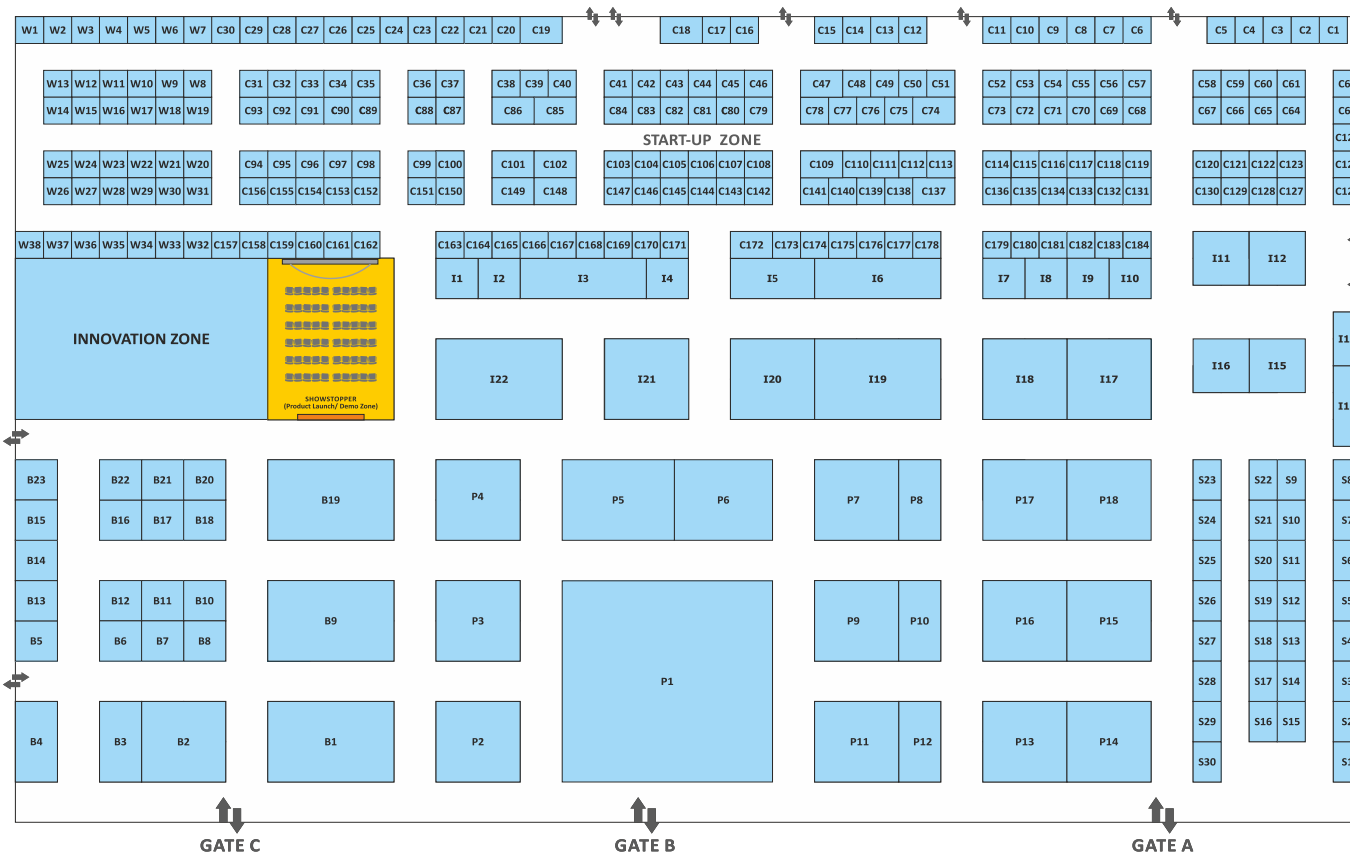 W1 W2 W3 W4 W5 W6 W7 C30 C29 C28 C27 C26 C25 C24 C23 C22 C21 C20 C19 C18 C17 C16 C15 C14 C13 C12 C11 C10 C9 C8 C7 C6 C5 C4 C3 C2 C1
W13 W12 W11 W10 W9 W8 C31 C32 C33 C34 C35 C36 C37 C38 C39 C40 C41 C42 C43 C44 C45 C46 C47 C48 C49 C50 C51 C52 C53 C54 C55 C56 C57 C58 C59 C60 C61
W14 W15 W16 W17 W18 W19 C93 C92 C91 C90 C89 C88 C87 C86 C85 C84 C83 C82 C81 C80 C79 C78 C77 C76 C75 C74 C73 C72 C71 C70 C69 C68 C67 C66 C65 C64
START-UP ZONE
W25 W24 W23 W22 W21 W20 C94 C95 C96 C97 C98 C99 C100 C101 C102 C103 C104 C105 C106 C107 C108 C109 C110 C111 C112 C113 C114 C115 C116 C117 C118 C119 C120 C121 C122 C123
W26 W27 W28 W29 W30 W31 C156 C155 C154 C153 C152 C151 C150 C149 C148 C147 C146 C145 C144 C143 C142 C141 C140 C139 C138 C137 C136 C135 C134 C133 C132 C131 C130 C129 C128 C127
W38 W37 W36 W35 W34 W33 W32 C157 C158 C159 C160 C161 C162 C163 C164 C165 C166 C167 C168 C169 C170 C171 C172 C173 C174 C175 C176 C177 C178 C179 C180 C181 C182 C183 C184
I11 I12
I1 I2 I3 I4 I5 I6 I7 I8 I9 I10
INNOVATION ZONE
I16 I15
I22 I21 I20 I19 I18 I17
SHOWSTOPPER
(Product Launch/ Demo Zone)
B23 B22 B21 B20 S23 S22 S9
B19 P4 P5 P6 P7 P8 P17 P18
B15 B16 B17 B18 S24 S21 S10
B14 S25 S20 S11
B13 B12 B11 B10 S26 S19 S12
B9 P3 P9 P10 P16 P15
B5 B6 B7 B8 S27 S18 S13
P1 S28 S17 S14
S29 S16 S15
B4 B3 B2 B1 P2 P11 P12 P13 P14
S30
GATE C GATE B GATE A